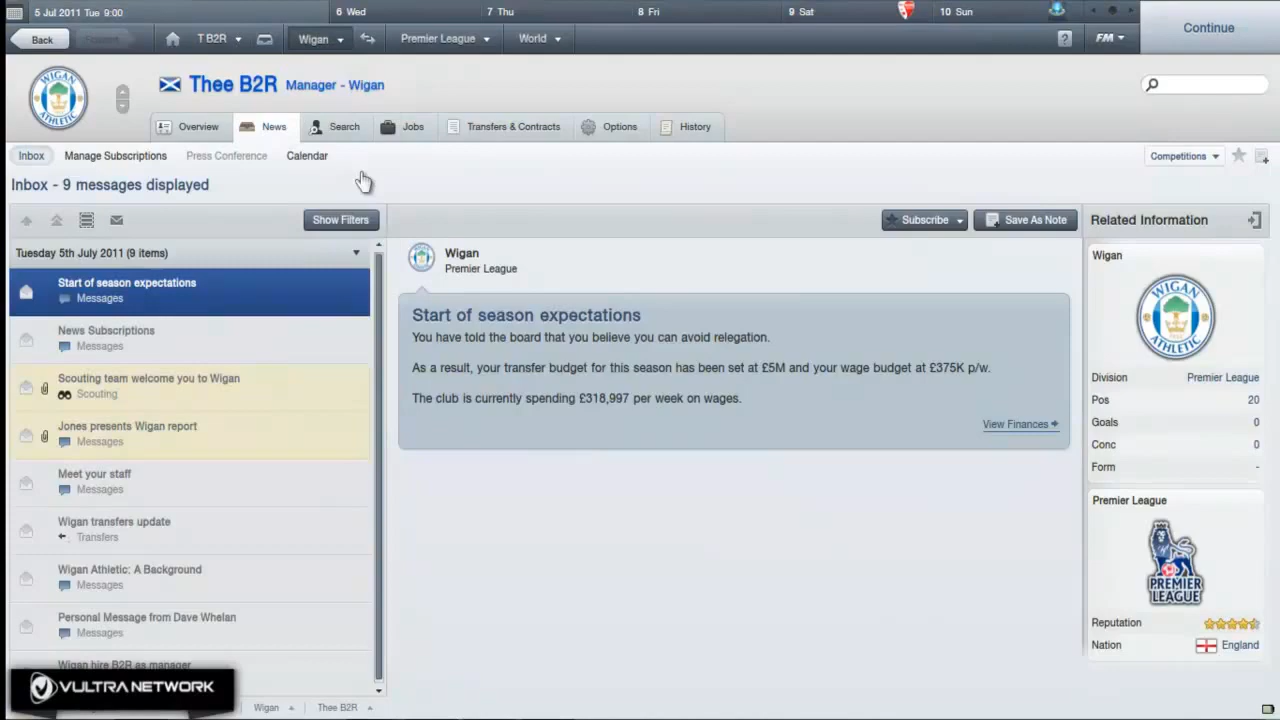 5 Jul 2011 Tue 9:00
6 Wed
7 Thu
8 Fri
9 Sat
10 Sun
Continue
Back
T B2R
Wigan
Premier League
World
?
FM
WIGAN
ATHLETIC
Thee B2R
Manager - Wigan
Overview
News
Search
Jobs
Transfers & Contracts
Options
History
Inbox
Manage Subscriptions
Press Conference
Calendar
Competitions
Inbox - 9 messages displayed
Show Filters
Subscribe
Save As Note
Related Information
Tuesday 5th July 2011 (9 items)
Start of season expectations
Messages
News Subscriptions
Messages
Scouting team welcome you to Wigan
Scouting
Jones presents Wigan report
Messages
Meet your staff
Messages
Wigan transfers update
Transfers
Wigan Athletic: A Background
Messages
Personal Message from Dave Whelan
Messages
Wigan hire B2R as manager
Wigan
Premier League
Start of season expectations
You have told the board that you believe you can avoid relegation.
As a result, your transfer budget for this season has been set at £5M and your wage budget at £375K p/w.
The club is currently spending £318,997 per week on wages.
View Finances
Wigan
WIGAN
ATHLETIC
Division Premier League
Pos 20
Goals 0
Conc 0
Form -
Premier League
PREMIER
LEAGUE
Reputation
Nation England
VULTRA NETWORK
Wigan
Thee B2R